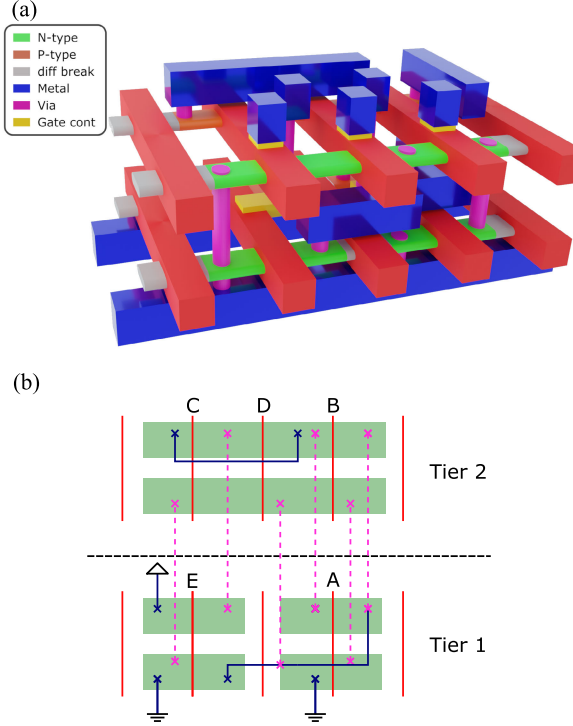 (a)
N-type
P-type
diff break
Metal
Via
Gate cont
(b)
C D B
Tier 2
E A
Tier 1